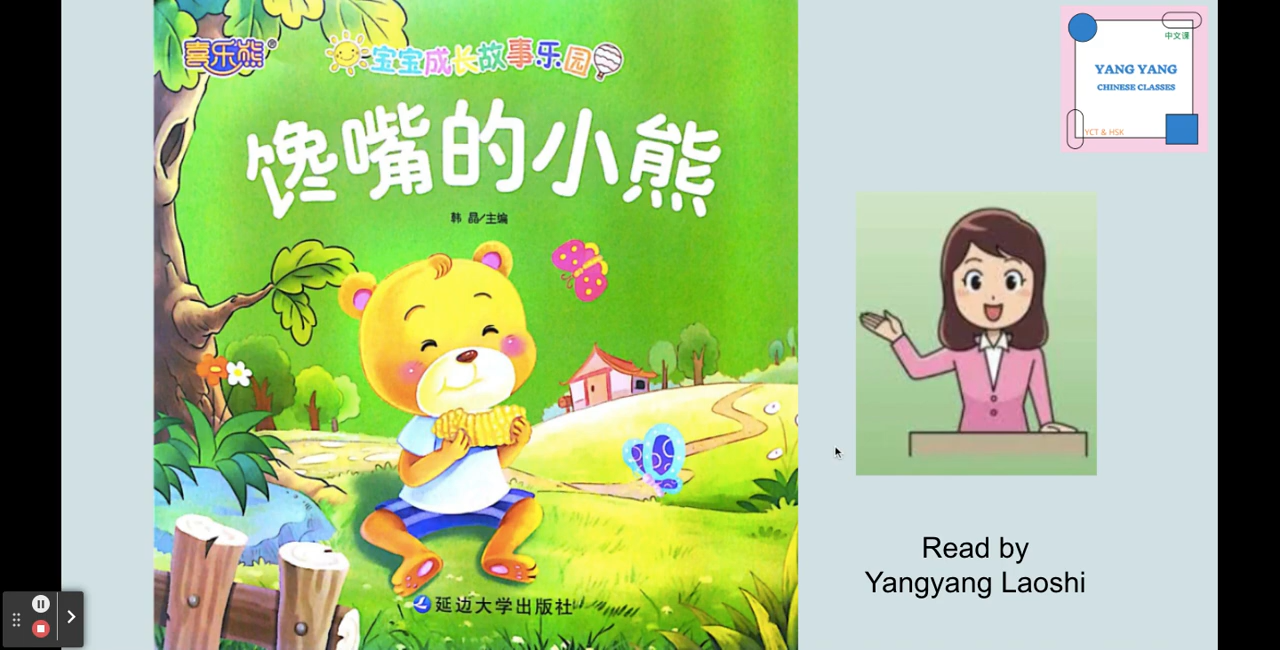 喜乐熊®
宝宝成长故事乐园
馋嘴的小熊
韩 晶/主编
延边大学出版社
中文课
YANG YANG
CHINESE CLASSES
YCT & HSK
Read by
Yangyang Laoshi